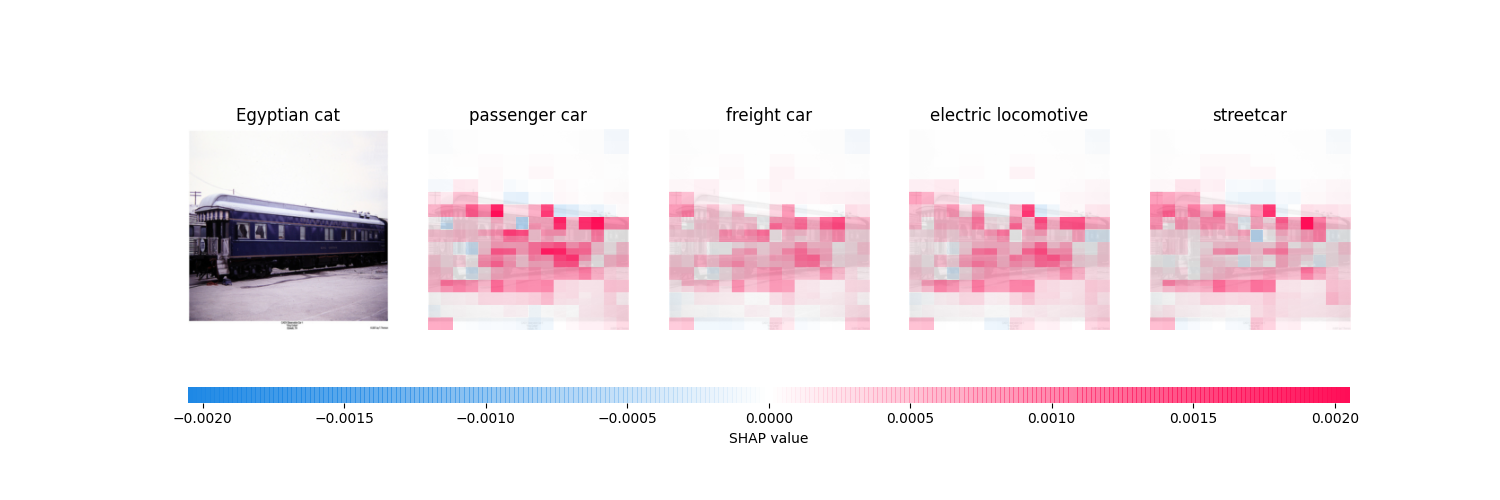 Egyptian cat
passenger car
freight car
electric locomotive
streetcar
−0.0020
−0.0015
−0.0010
−0.0005
0.0000
0.0005
0.0010
0.0015
0.0020
SHAP value